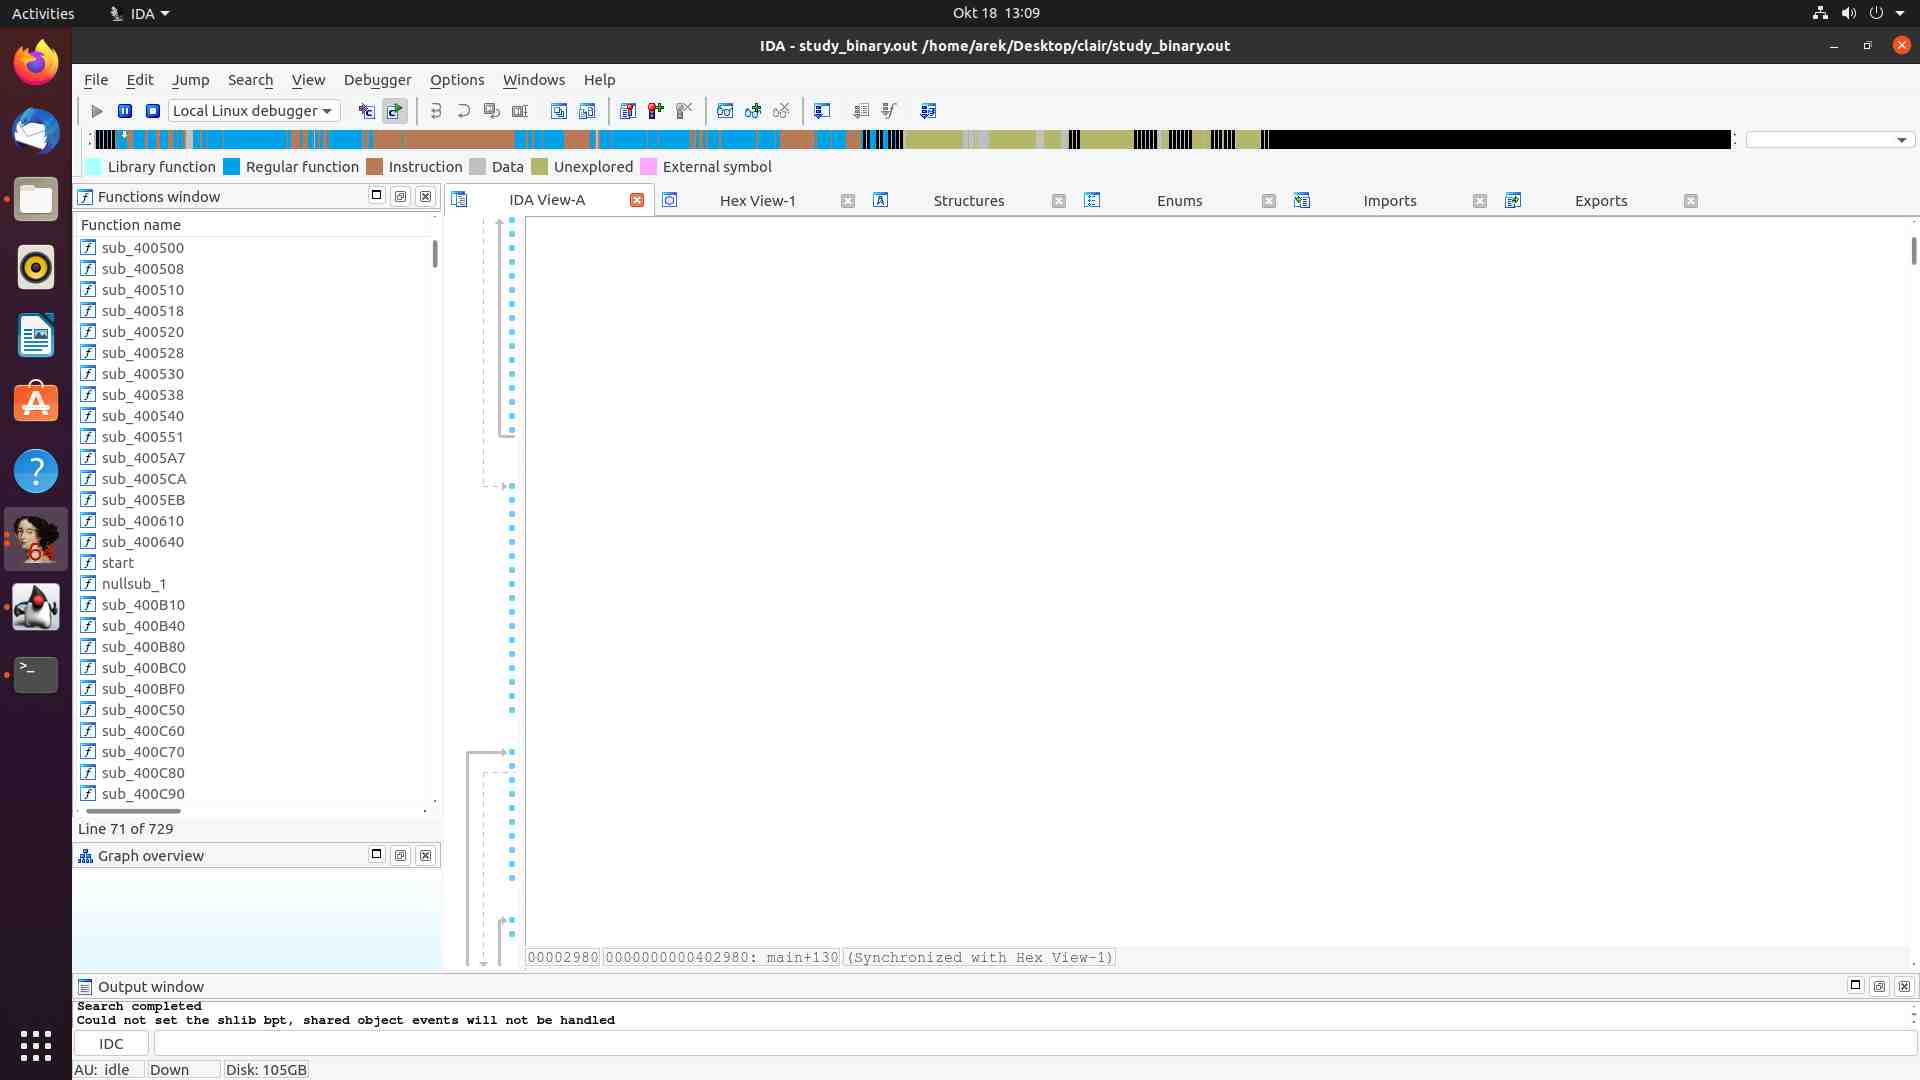 Activities IDA Okt 18 13:09
IDA - study_binary.out /home/arek/Desktop/clair/study_binary.out
File Edit Jump Search View Debugger Options Windows Help
Local Linux debugger
Library function Regular function Instruction Data Unexplored External symbol
Functions window
IDA View-A Hex View-1 Structures Enums Imports Exports
Function name
sub_400500
sub_400508
sub_400510
sub_400518
sub_400520
sub_400528
sub_400530
sub_400538
sub_400540
sub_400551
sub_4005A7
sub_4005CA
sub_4005EB
sub_400610
sub_400640
start
nullsub_1
sub_400B10
sub_400B40
sub_400B80
sub_400BC0
sub_400BF0
sub_400C50
sub_400C60
sub_400C70
sub_400C80
sub_400C90
Line 71 of 729
Graph overview
00002980 0000000000402980: main+130 (Synchronized with Hex View-1)
Output window
Search completed
Could not set the shlib bpt, shared object events will not be handled
IDC
AU: idle Down Disk: 105GB
64